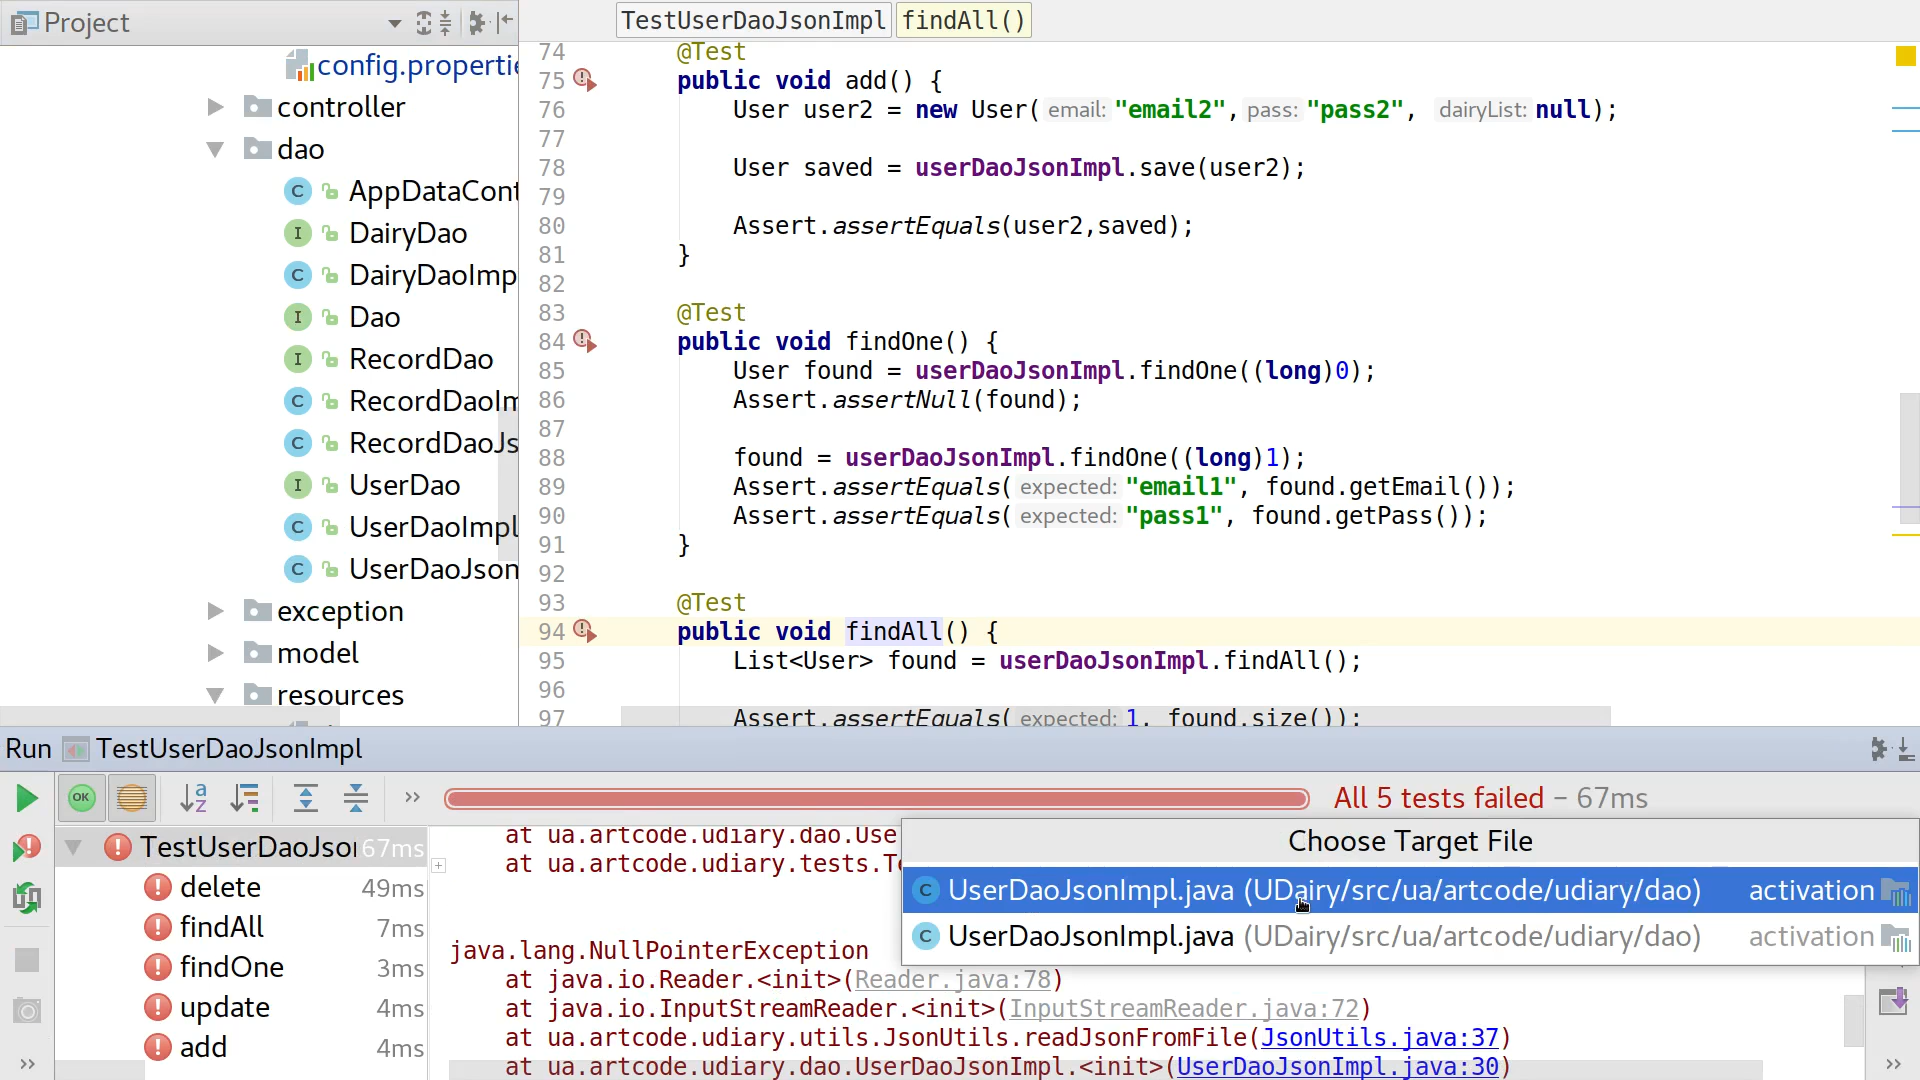 Project
TestUserDaoJsonImpl findAll()
config.propertie
controller
dao
AppDataCont
DairyDao
DairyDaoImp
Dao
RecordDao
RecordDaoIm
RecordDaoJs
UserDao
UserDaoImpl
UserDaoJson
exception
model
resources
74 @Test
75 public void add() {
76 User user2 = new User( email: "email2", pass: "pass2", dairyList: null);
77
78 User saved = userDaoJsonImpl.save(user2);
79
80 Assert.assertEquals(user2,saved);
81 }
82
83 @Test
84 public void findOne() {
85 User found = userDaoJsonImpl.findOne((long)0);
86 Assert.assertNull(found);
87
88 found = userDaoJsonImpl.findOne((long)1);
89 Assert.assertEquals( expected: "email1", found.getEmail());
90 Assert.assertEquals( expected: "pass1", found.getPass());
91 }
92
93 @Test
94 public void findAll() {
95 List<User> found = userDaoJsonImpl.findAll();
96
97 Assert.assertEquals( expected: 1, found.size());
Run TestUserDaoJsonImpl
OK a z >> All 5 tests failed – 67ms
TestUserDaoJso 67ms
delete 49ms
findAll 7ms
findOne 3ms
update 4ms
add 4ms
at ua.artcode.udiary.dao.Use
at ua.artcode.udiary.tests.Te
java.lang.NullPointerException
at java.io.Reader.<init>(Reader.java:78)
at java.io.InputStreamReader.<init>(InputStreamReader.java:72)
at ua.artcode.udiary.utils.JsonUtils.readJsonFromFile(JsonUtils.java:37)
at ua.artcode.udiary.dao.UserDaoJsonImpl.<init>(UserDaoJsonImpl.java:30)
Choose Target File
UserDaoJsonImpl.java (UDairy/src/ua/artcode/udiary/dao) activation
UserDaoJsonImpl.java (UDairy/src/ua/artcode/udiary/dao) activation